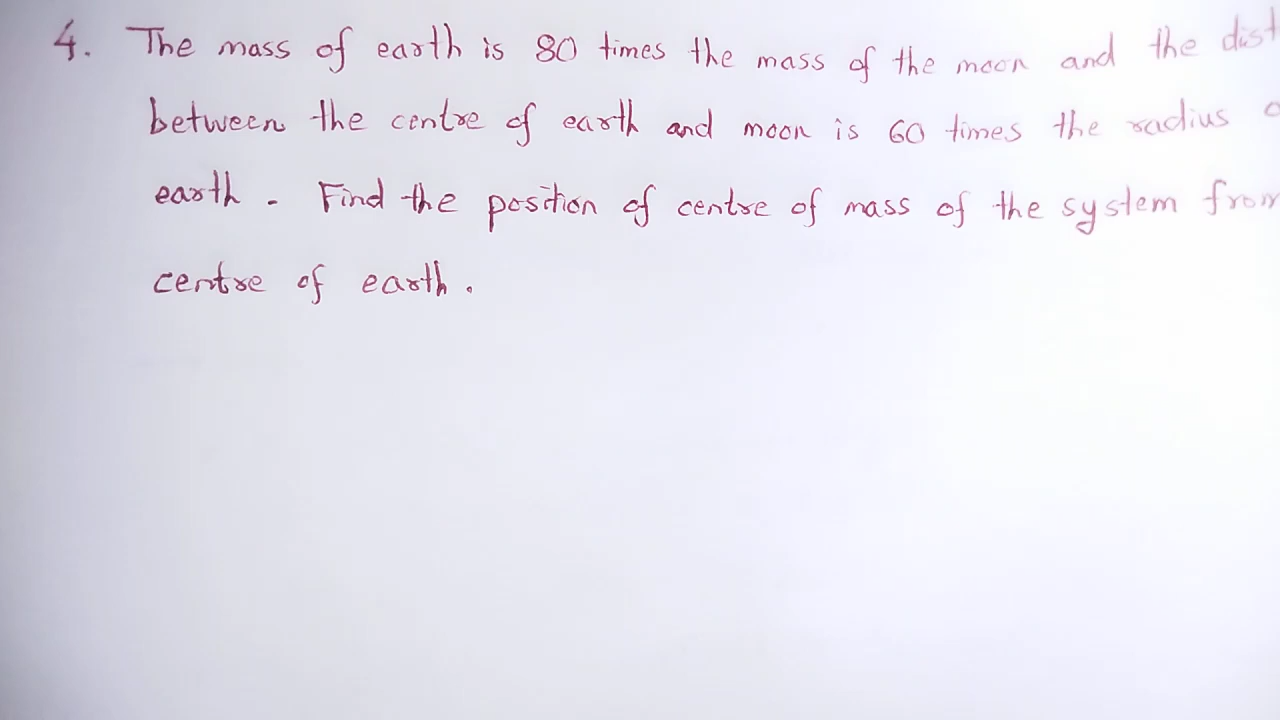 4. The mass of earth is 80 times the mass of the moon and the dist
between the centre of earth and moon is 60 times the radius
earth. Find the position of centre of mass of the system from
centre of earth.